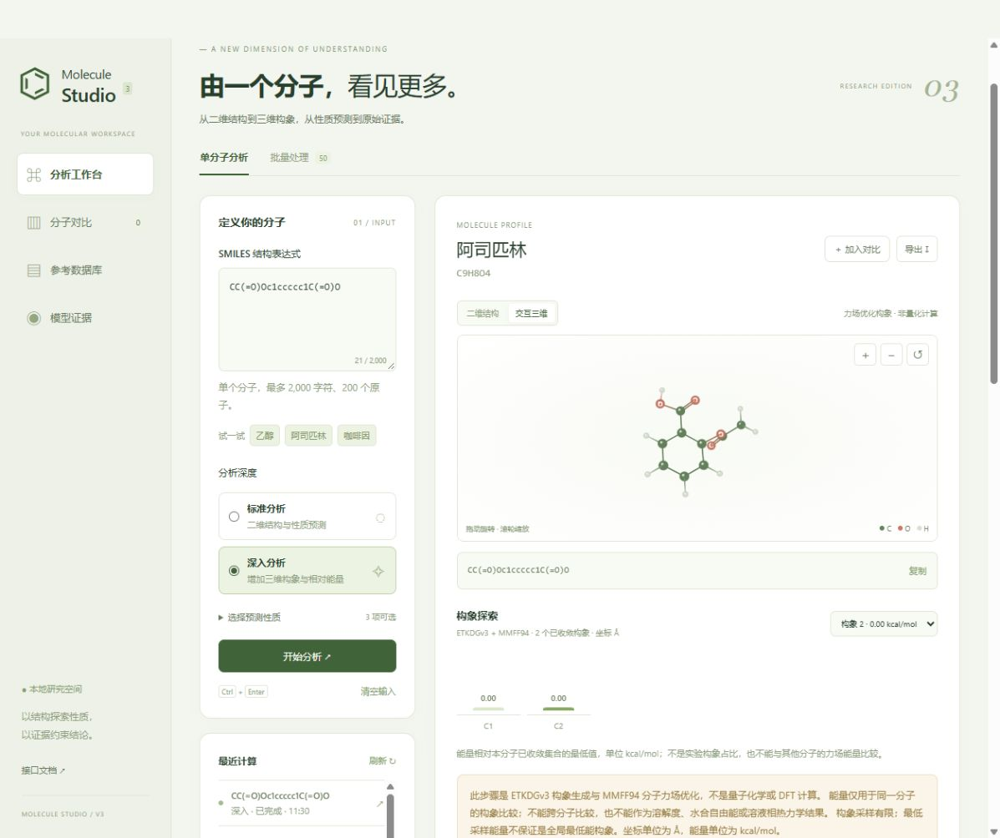 Molecule
Studio 3
YOUR MOLECULAR WORKSPACE
分析工作台
分子对比 0
参考数据库
模型证据
● 本地研究空间
以结构探索性质，
以证据约束结论。
接口文档 ↗
MOLECULE STUDIO / V3
— A NEW DIMENSION OF UNDERSTANDING
由一个分子，看见更多。
从二维结构到三维构象，从性质预测到原始证据。
RESEARCH EDITION 03
单分子分析 批量处理 50
定义你的分子 01 / INPUT
SMILES 结构表达式
CC(=O)Oc1ccccc1C(=O)O
21 / 2,000
单个分子，最多 2,000 字符、200 个原
子。
试一试 乙醇 阿司匹林 咖啡因
分析深度
标准分析
二维结构与性质预测
深入分析
增加三维构象与相对能量
▶ 选择预测性质 3 项可选
开始分析 ↗
Ctrl + Enter 清空输入
最近计算 刷新 ↻
CC(=O)Oc1ccccc1C(=O)O
深入 · 已完成 · 11:30 ↗
MOLECULE PROFILE
阿司匹林
C9H8O4
+ 加入对比 导出 ↧
二维结构 交互三维 力场优化构象 · 非量化计算
+ − ↺
O O O O
拖动旋转 · 滚轮缩放 C O H
CC(=O)Oc1ccccc1C(=O)O 复制
构象探索
ETKDGv3 + MMFF94 · 2 个已收敛构象 · 坐标 Å
构象 2 · 0.00 kcal/mol
0.00 0.00
C1 C2
能量相对本分子已收敛集合的最低值，单位 kcal/mol；不是实验构象占比，也不能与其他分子的力场能量比较。
此步骤是 ETKDGv3 构象生成与 MMFF94 分子力场优化，不是量子化学或 DFT 计算。 能量仅用于同一分子
的构象比较；不能跨分子比较，也不能作为溶解度、水合自由能或溶液相热力学结果。 构象采样有限；最低
采样能量不保证是全局最低能构象。坐标单位为 Å，能量单位为 kcal/mol。